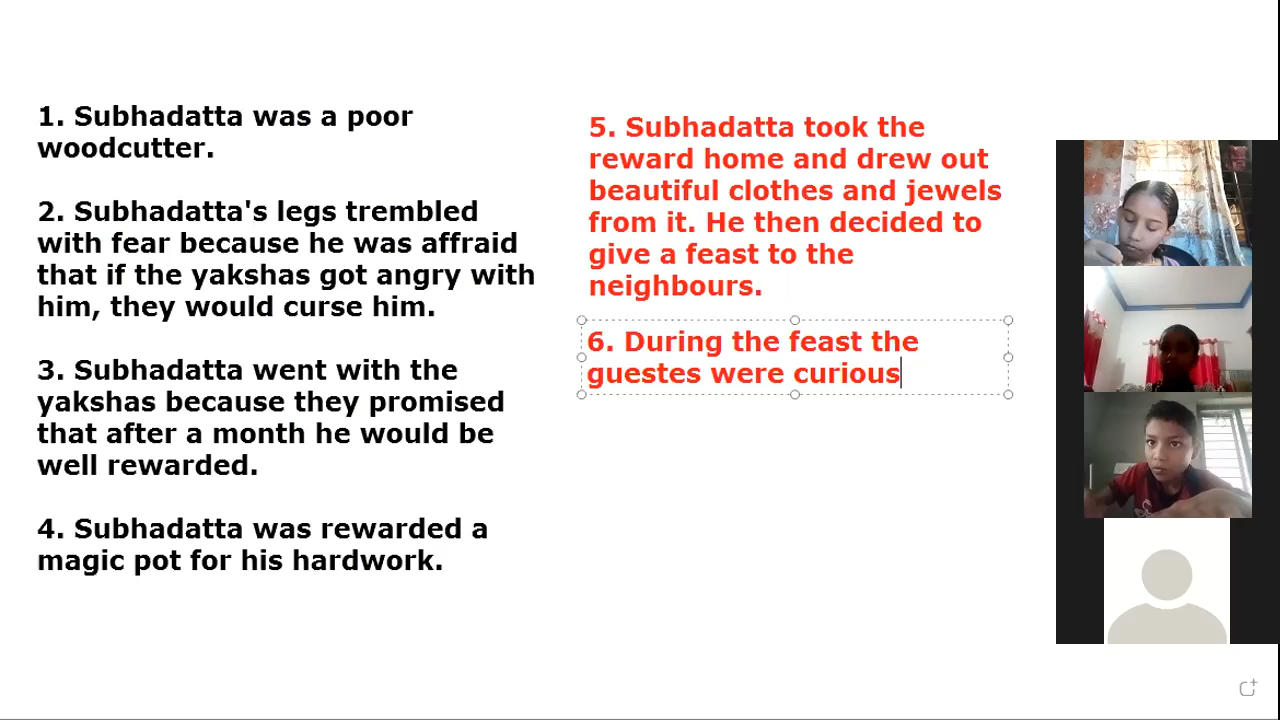 1. Subhadatta was a poor
woodcutter.
2. Subhadatta's legs trembled
with fear because he was affraid
that if the yakshas got angry with
him, they would curse him.
3. Subhadatta went with the
yakshas because they promised
that after a month he would be
well rewarded.
4. Subhadatta was rewarded a
magic pot for his hardwork.
5. Subhadatta took the
reward home and drew out
beautiful clothes and jewels
from it. He then decided to
give a feast to the
neighbours.
6. During the feast the
guestes were curious